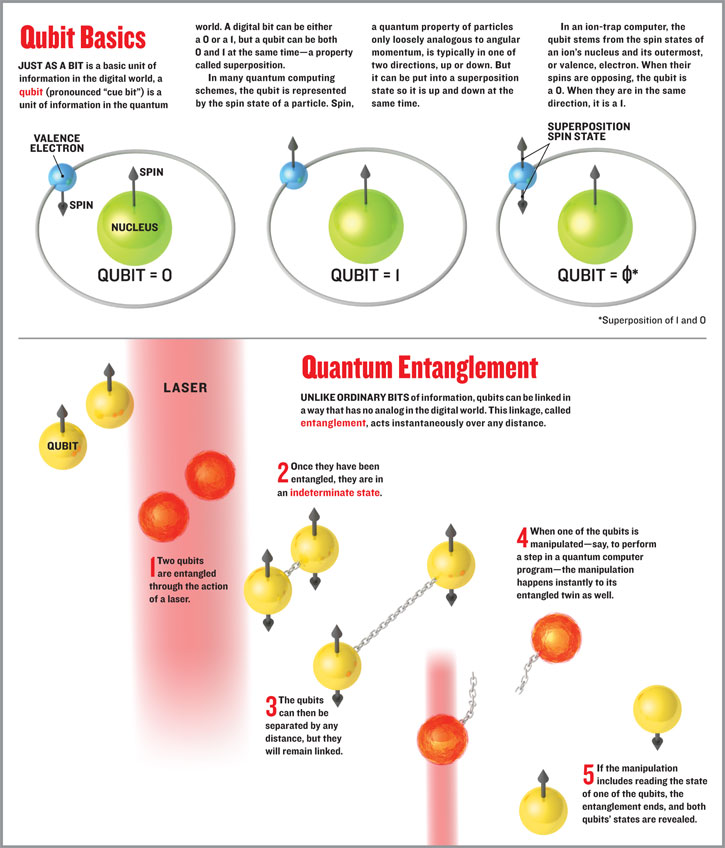 Qubit Basics
JUST AS A BIT is a basic unit of
information in the digital world, a
qubit (pronounced “cue bit”) is a
unit of information in the quantum
world. A digital bit can be either
a 0 or a 1, but a qubit can be both
0 and 1 at the same time—a property
called superposition.
In many quantum computing
schemes, the qubit is represented
by the spin state of a particle. Spin,
a quantum property of particles
only loosely analogous to angular
momentum, is typically in one of
two directions, up or down. But
it can be put into a superposition
state so it is up and down at the
same time.
In an ion-trap computer, the
qubit stems from the spin states of
an ion’s nucleus and its outermost,
or valence, electron. When their
spins are opposing, the qubit is
a 0. When they are in the same
direction, it is a 1.
VALENCE
ELECTRON
SPIN
SPIN
NUCLEUS
QUBIT = 0
QUBIT = 1
SUPERPOSITION
SPIN STATE
QUBIT = ϕ*
*Superposition of 1 and 0
Quantum Entanglement
UNLIKE ORDINARY BITS of information, qubits can be linked in
a way that has no analog in the digital world. This linkage, called
entanglement, acts instantaneously over any distance.
LASER
QUBIT
1 Two qubits
are entangled
through the action
of a laser.
2 Once they have been
entangled, they are in
an indeterminate state.
3 The qubits
can then be
separated by any
distance, but they
will remain linked.
4 When one of the qubits is
manipulated—say, to perform
a step in a quantum computer
program—the manipulation
happens instantly to its
entangled twin as well.
5 If the manipulation
includes reading the state
of one of the qubits, the
entanglement ends, and both
qubits’ states are revealed.